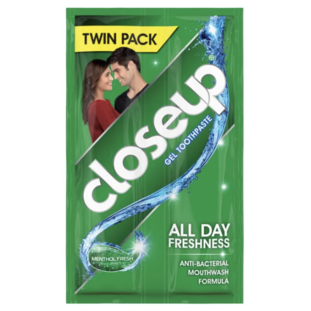 TWIN PACK
closeup
GEL TOOTHPASTE
MENTHOL FRESH
ALL DAY
FRESHNESS
ANTI-BACTERIAL
MOUTHWASH
FORMULA